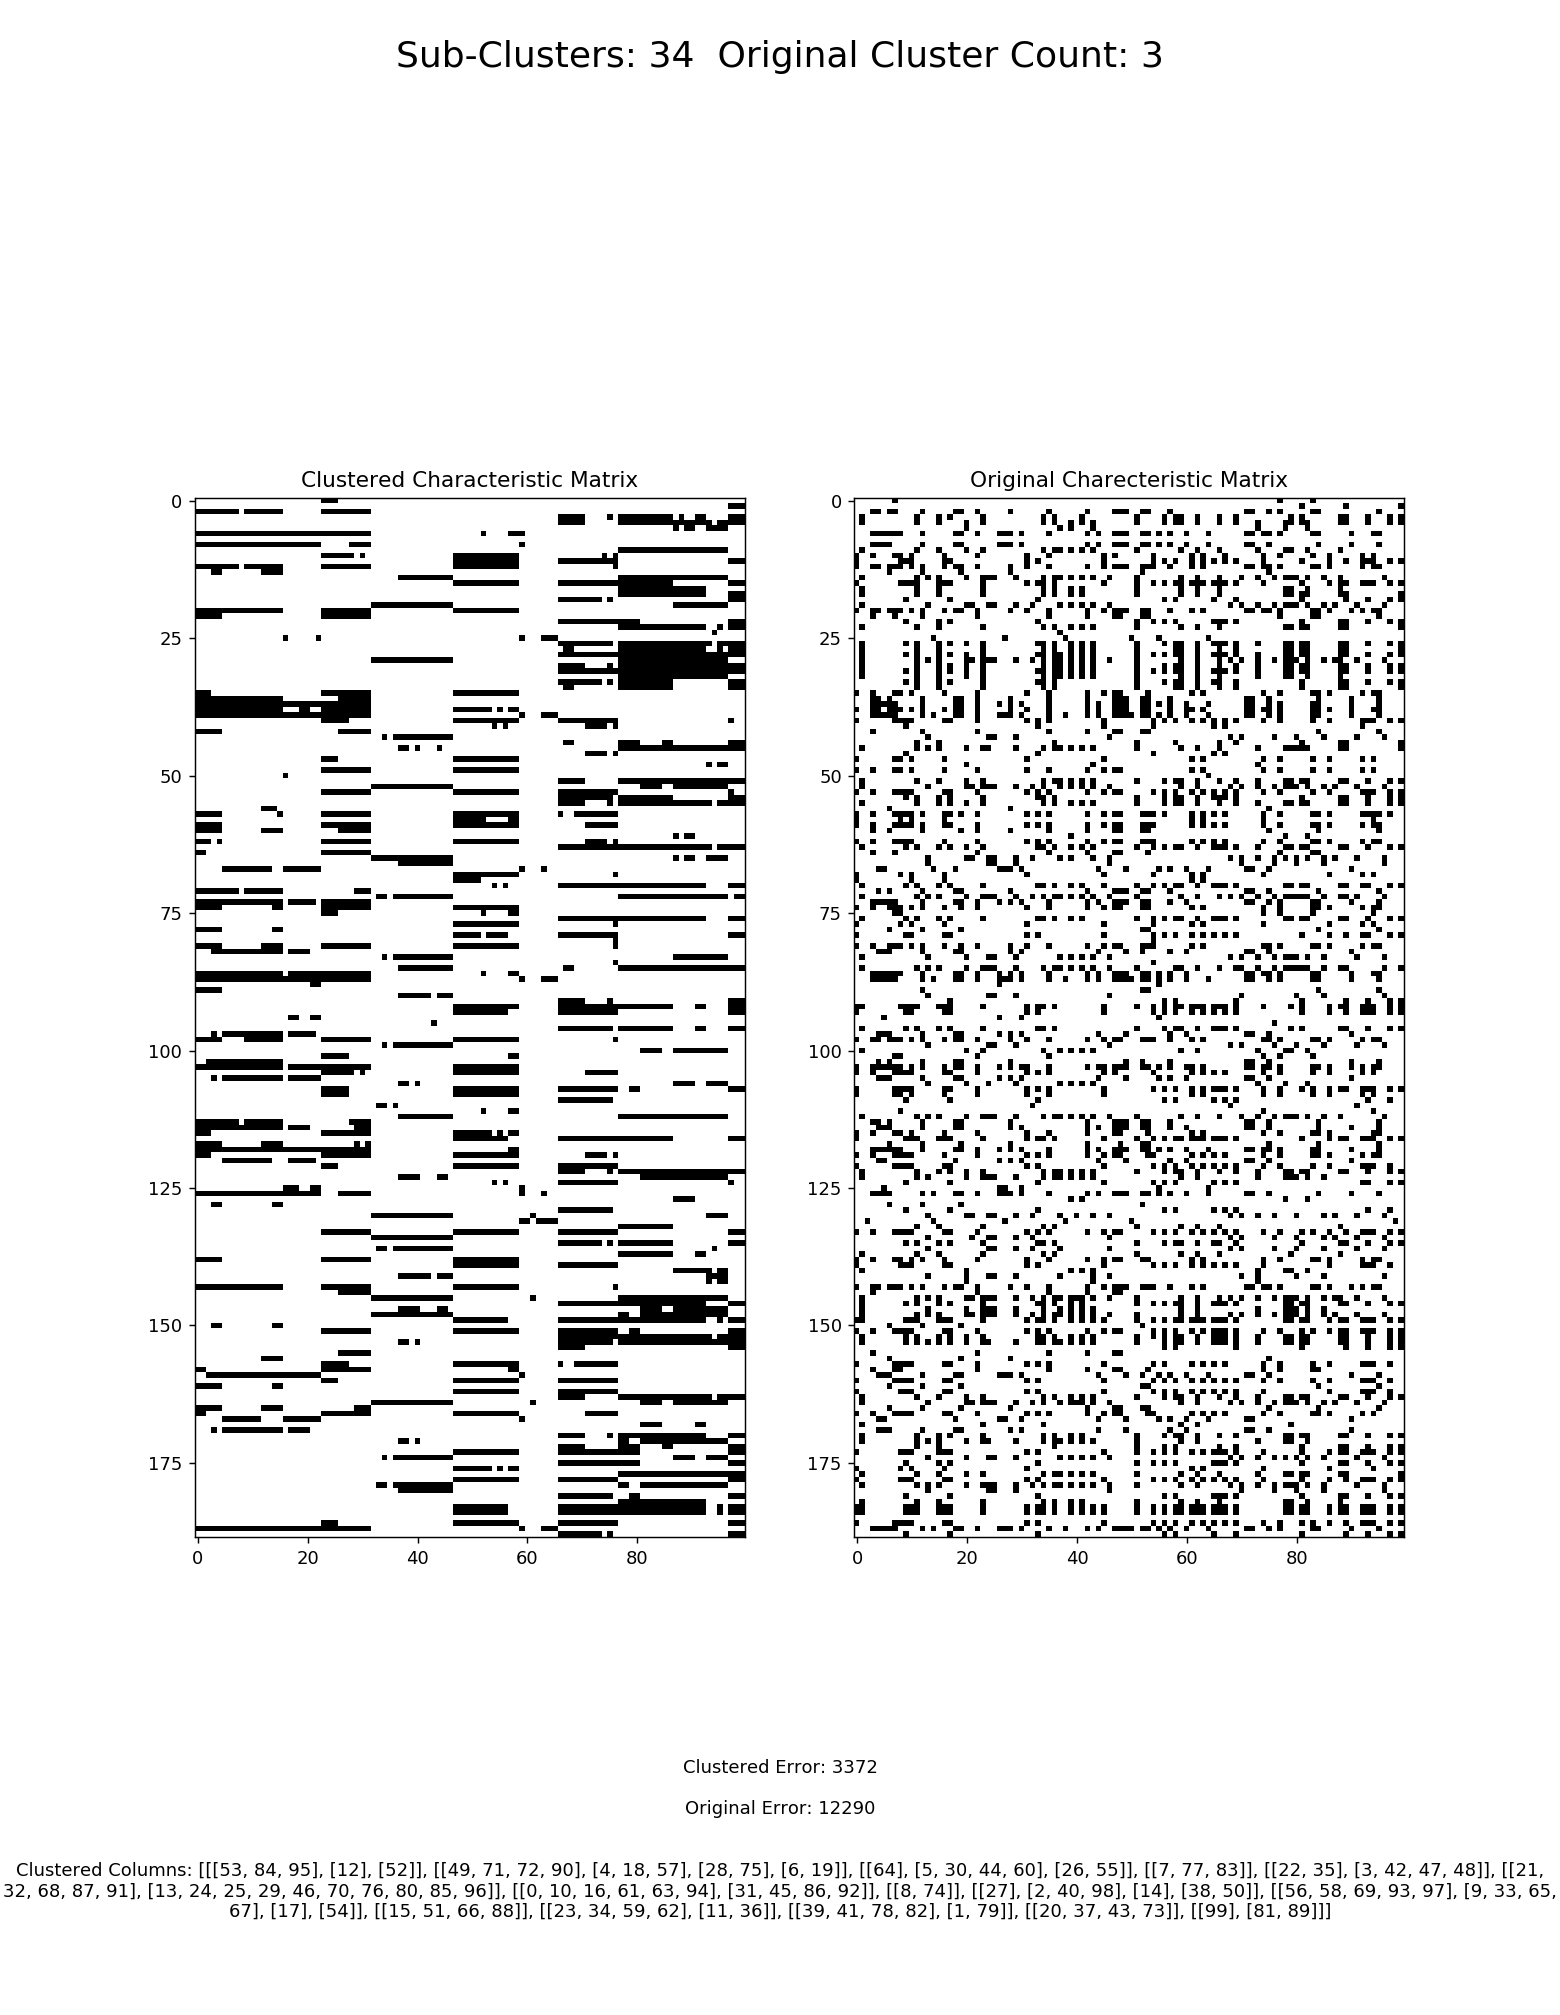 Sub-Clusters: 34  Original Cluster Count: 3
Clustered Characteristic Matrix
Original Charecteristic Matrix
0
25
50
75
100
125
150
175
0 20 40 60 80
0
25
50
75
100
125
150
175
0 20 40 60 80
Clustered Error: 3372
Original Error: 12290
Clustered Columns: [[[53, 84, 95], [12], [52]], [[49, 71, 72, 90], [4, 18, 57], [28, 75], [6, 19]], [[64], [5, 30, 44, 60], [26, 55]], [[7, 77, 83]], [[22, 35], [3, 42, 47, 48]], [[21,
32, 68, 87, 91], [13, 24, 25, 29, 46, 70, 76, 80, 85, 96]], [[0, 10, 16, 61, 63, 94], [31, 45, 86, 92]], [[8, 74]], [[27], [2, 40, 98], [14], [38, 50]], [[56, 58, 69, 93, 97], [9, 33, 65,
67], [17], [54]], [[15, 51, 66, 88]], [[23, 34, 59, 62], [11, 36]], [[39, 41, 78, 82], [1, 79]], [[20, 37, 43, 73]], [[99], [81, 89]]]